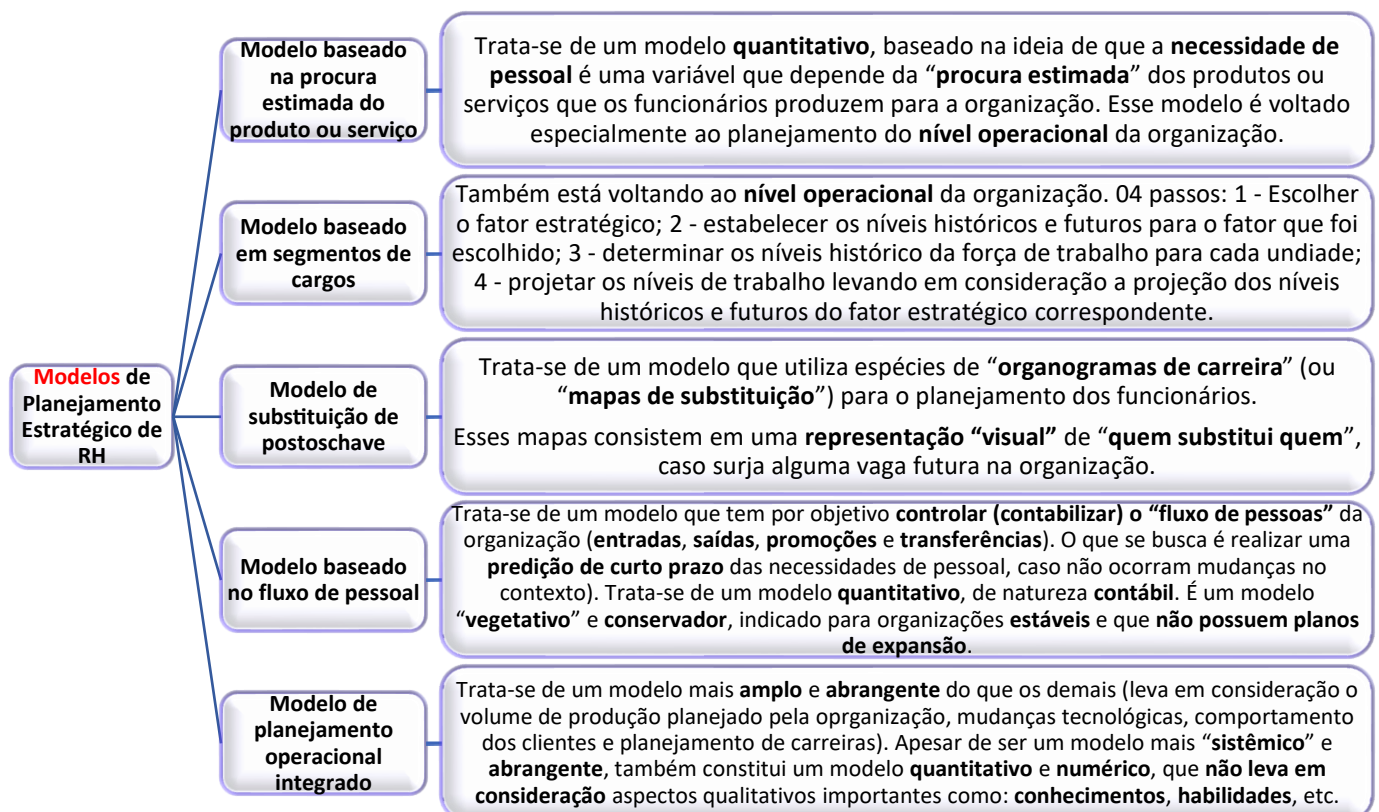 Modelos de
Planejamento
Estratégico de
RH
Modelo baseado
na procura
estimada do
produto ou serviço
Trata-se de um modelo quantitativo, baseado na ideia de que a necessidade de
pessoal é uma variável que depende da “procura estimada” dos produtos ou
serviços que os funcionários produzem para a organização. Esse modelo é voltado
especialmente ao planejamento do nível operacional da organização.
Modelo baseado
em segmentos de
cargos
Também está voltando ao nível operacional da organização. 04 passos: 1 - Escolher
o fator estratégico; 2 - estabelecer os níveis históricos e futuros para o fator que foi
escolhido; 3 - determinar os níveis histórico da força de trabalho para cada undiade;
4 - projetar os níveis de trabalho levando em consideração a projeção dos níveis
históricos e futuros do fator estratégico correspondente.
Modelo de
substituição de
postoschave
Trata-se de um modelo que utiliza espécies de “organogramas de carreira” (ou
“mapas de substituição”) para o planejamento dos funcionários.
Esses mapas consistem em uma representação “visual” de “quem substitui quem”,
caso surja alguma vaga futura na organização.
Modelo baseado
no fluxo de pessoal
Trata-se de um modelo que tem por objetivo controlar (contabilizar) o “fluxo de pessoas” da
organização (entradas, saídas, promoções e transferências). O que se busca é realizar uma
predição de curto prazo das necessidades de pessoal, caso não ocorram mudanças no
contexto). Trata-se de um modelo quantitativo, de natureza contábil. É um modelo
“vegetativo” e conservador, indicado para organizações estáveis e que não possuem planos
de expansão.
Modelo de
planejamento
operacional
integrado
Trata-se de um modelo mais amplo e abrangente do que os demais (leva em consideração o
volume de produção planejado pela oprganização, mudanças tecnológicas, comportamento
dos clientes e planejamento de carreiras). Apesar de ser um modelo mais “sistêmico” e
abrangente, também constitui um modelo quantitativo e numérico, que não leva em
consideração aspectos qualitativos importantes como: conhecimentos, habilidades, etc.